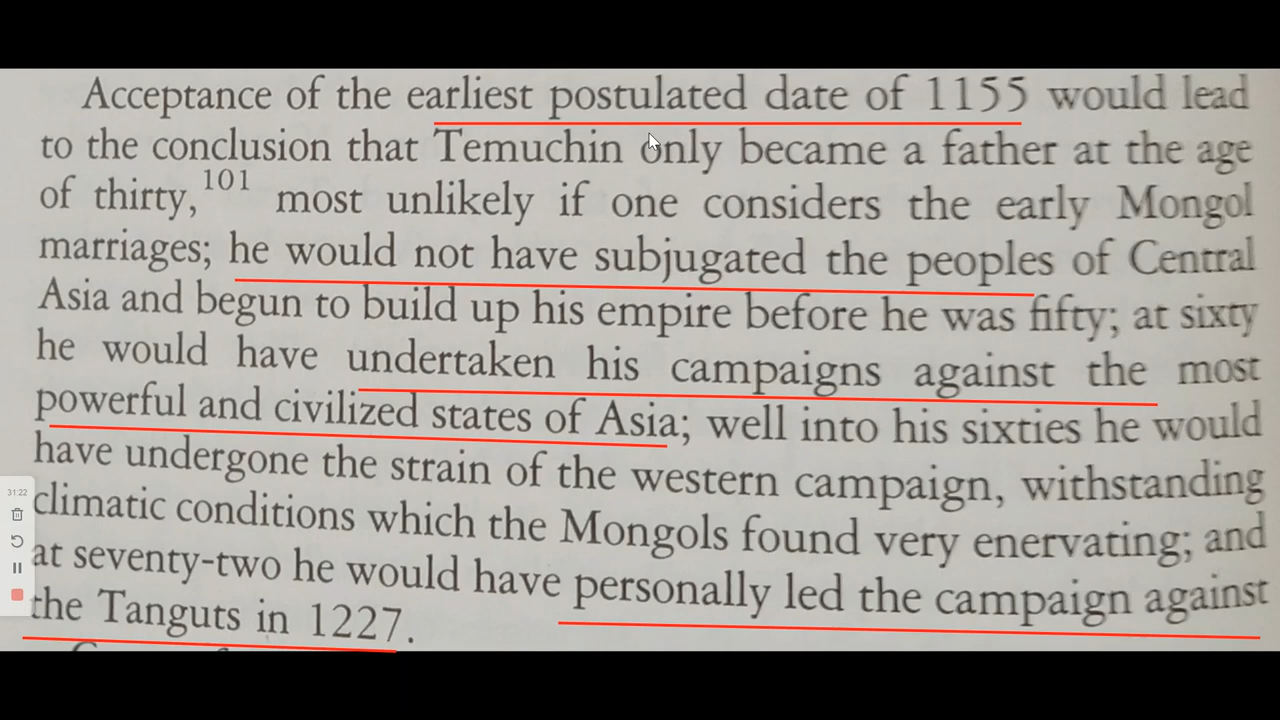 Acceptance of the earliest postulated date of 1155 would lead
to the conclusion that Temuchin only became a father at the age
of thirty,101 most unlikely if one considers the early Mongol
marriages; he would not have subjugated the peoples of Central
Asia and begun to build up his empire before he was fifty; at sixty
he would have undertaken his campaigns against the most
powerful and civilized states of Asia; well into his sixties he would
have undergone the strain of the western campaign, withstanding
climatic conditions which the Mongols found very enervating; and
at seventy-two he would have personally led the campaign against
the Tanguts in 1227.
31:22